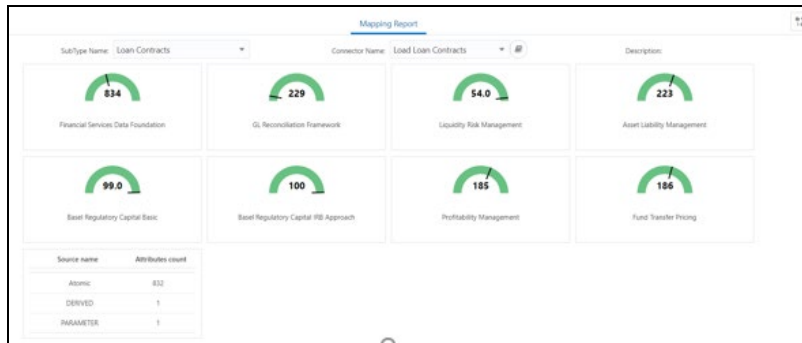 Mapping Report
SubType Name: Loan Contracts Connector Name: Load Loan Contracts Description:
834 229 54.0 223
Financial Services Data Foundation GL Reconciliation Framework Liquidity Risk Management Asset Liability Management
99.0 100 185 186
Basel Regulatory Capital Basic Basel Regulatory Capital IRB Approach Profitability Management Fund Transfer Pricing
Source name Attributes count
Atomic 832
DERIVED 1
PARAMETER 1